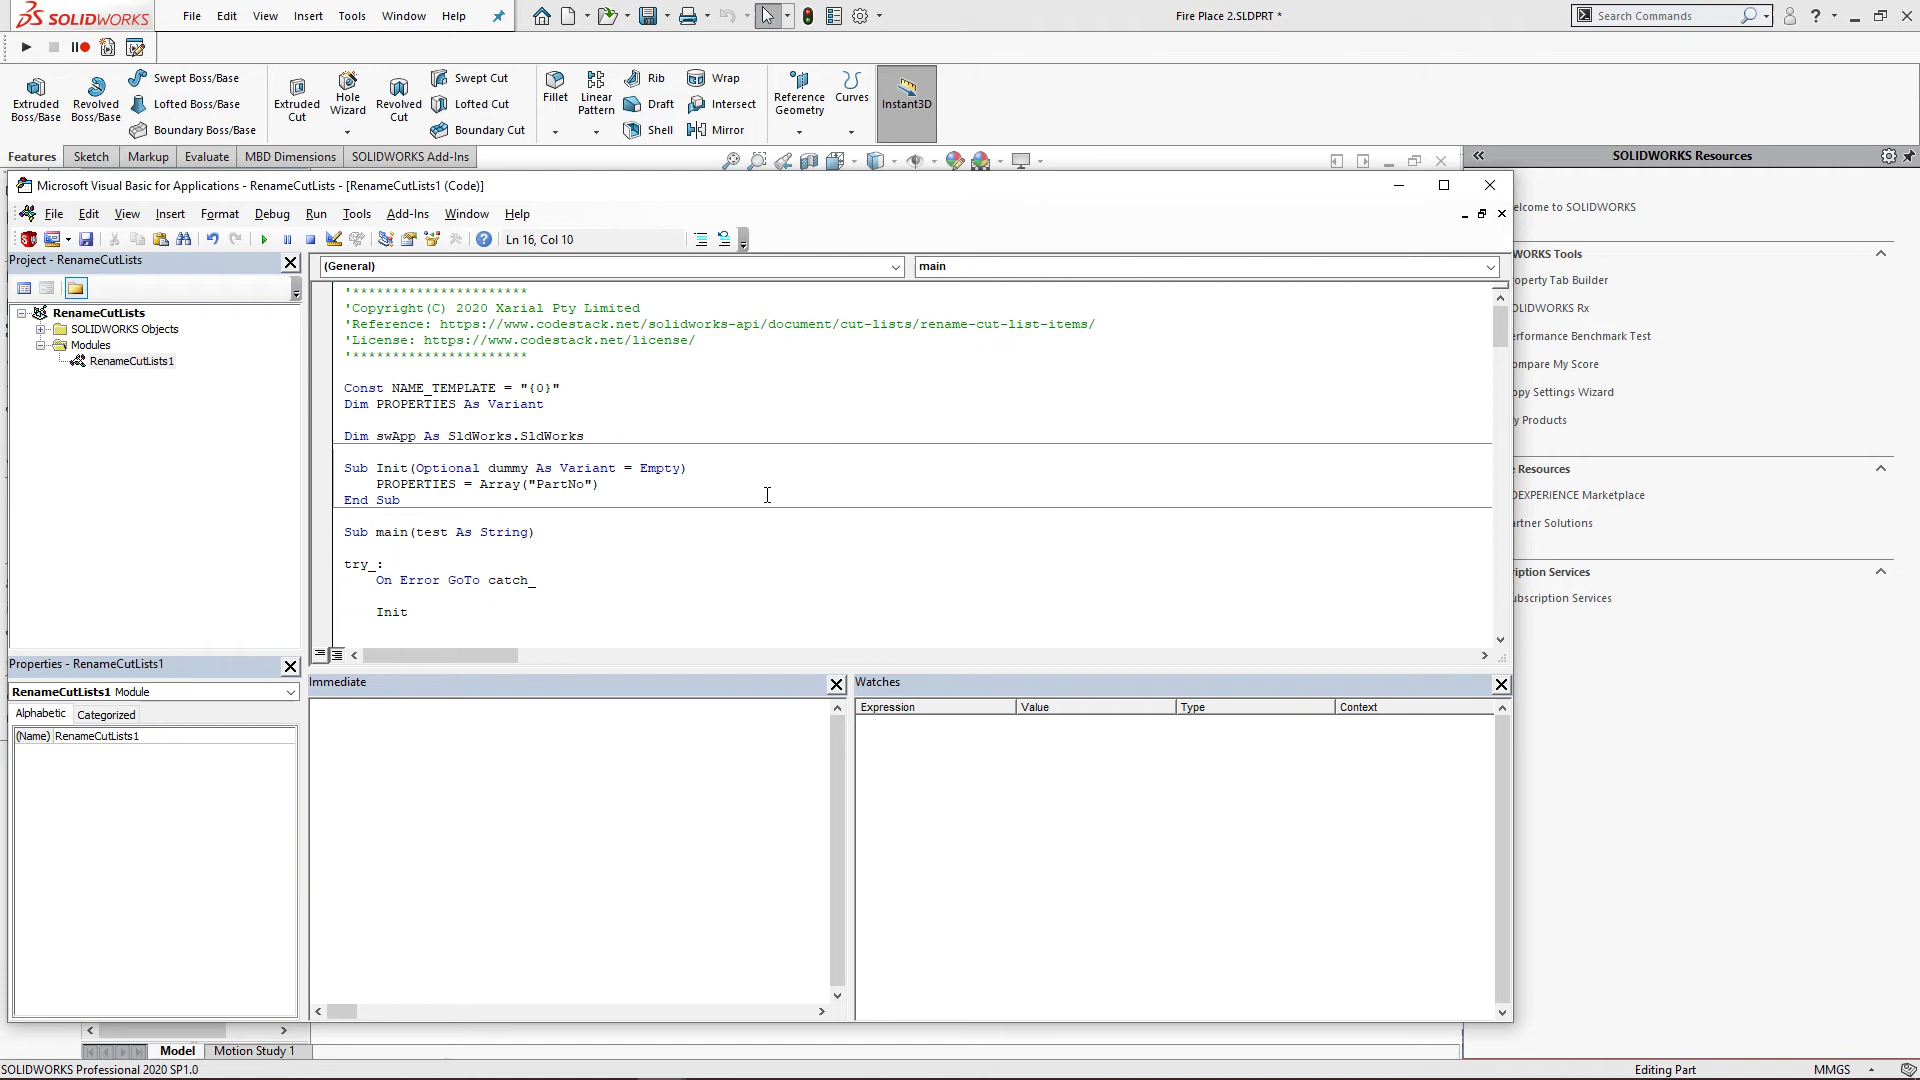 SOLIDWORKS
File Edit View Insert Tools Window Help
Fire Place 2.SLDPRT *
Search Commands
Extruded Boss/Base
Revolved Boss/Base
Swept Boss/Base
Lofted Boss/Base
Boundary Boss/Base
Extruded Cut
Hole Wizard
Revolved Cut
Swept Cut
Lofted Cut
Boundary Cut
Fillet
Linear Pattern
Rib
Draft
Shell
Wrap
Intersect
Mirror
Reference Geometry
Curves
Instant3D
Features Sketch Markup Evaluate MBD Dimensions SOLIDWORKS Add-Ins
SOLIDWORKS Resources
Microsoft Visual Basic for Applications - RenameCutLists - [RenameCutLists1 (Code)]
File Edit View Insert Format Debug Run Tools Add-Ins Window Help
Ln 16, Col 10
Project - RenameCutLists
RenameCutLists
SOLIDWORKS Objects
Modules
RenameCutLists1
(General)
main
'**********************
'Copyright(C) 2020 Xarial Pty Limited
'Reference: https://www.codestack.net/solidworks-api/document/cut-lists/rename-cut-list-items/
'License: https://www.codestack.net/license/
'**********************
Const NAME_TEMPLATE = "{0}"
Dim PROPERTIES As Variant
Dim swApp As SldWorks.SldWorks
Sub Init(Optional dummy As Variant = Empty)
PROPERTIES = Array("PartNo")
End Sub
Sub main(test As String)
try_:
On Error GoTo catch_
Init
Properties - RenameCutLists1
RenameCutLists1 Module
Alphabetic Categorized
(Name) RenameCutLists1
Immediate
Watches
Expression Value Type Context
elcome to SOLIDWORKS
WORKS Tools
roperty Tab Builder
OLIDWORKS Rx
erformance Benchmark Test
ompare My Score
opy Settings Wizard
y Products
e Resources
DEXPERIENCE Marketplace
artner Solutions
ription Services
ubscription Services
Model Motion Study 1
SOLIDWORKS Professional 2020 SP1.0
Editing Part
MMGS